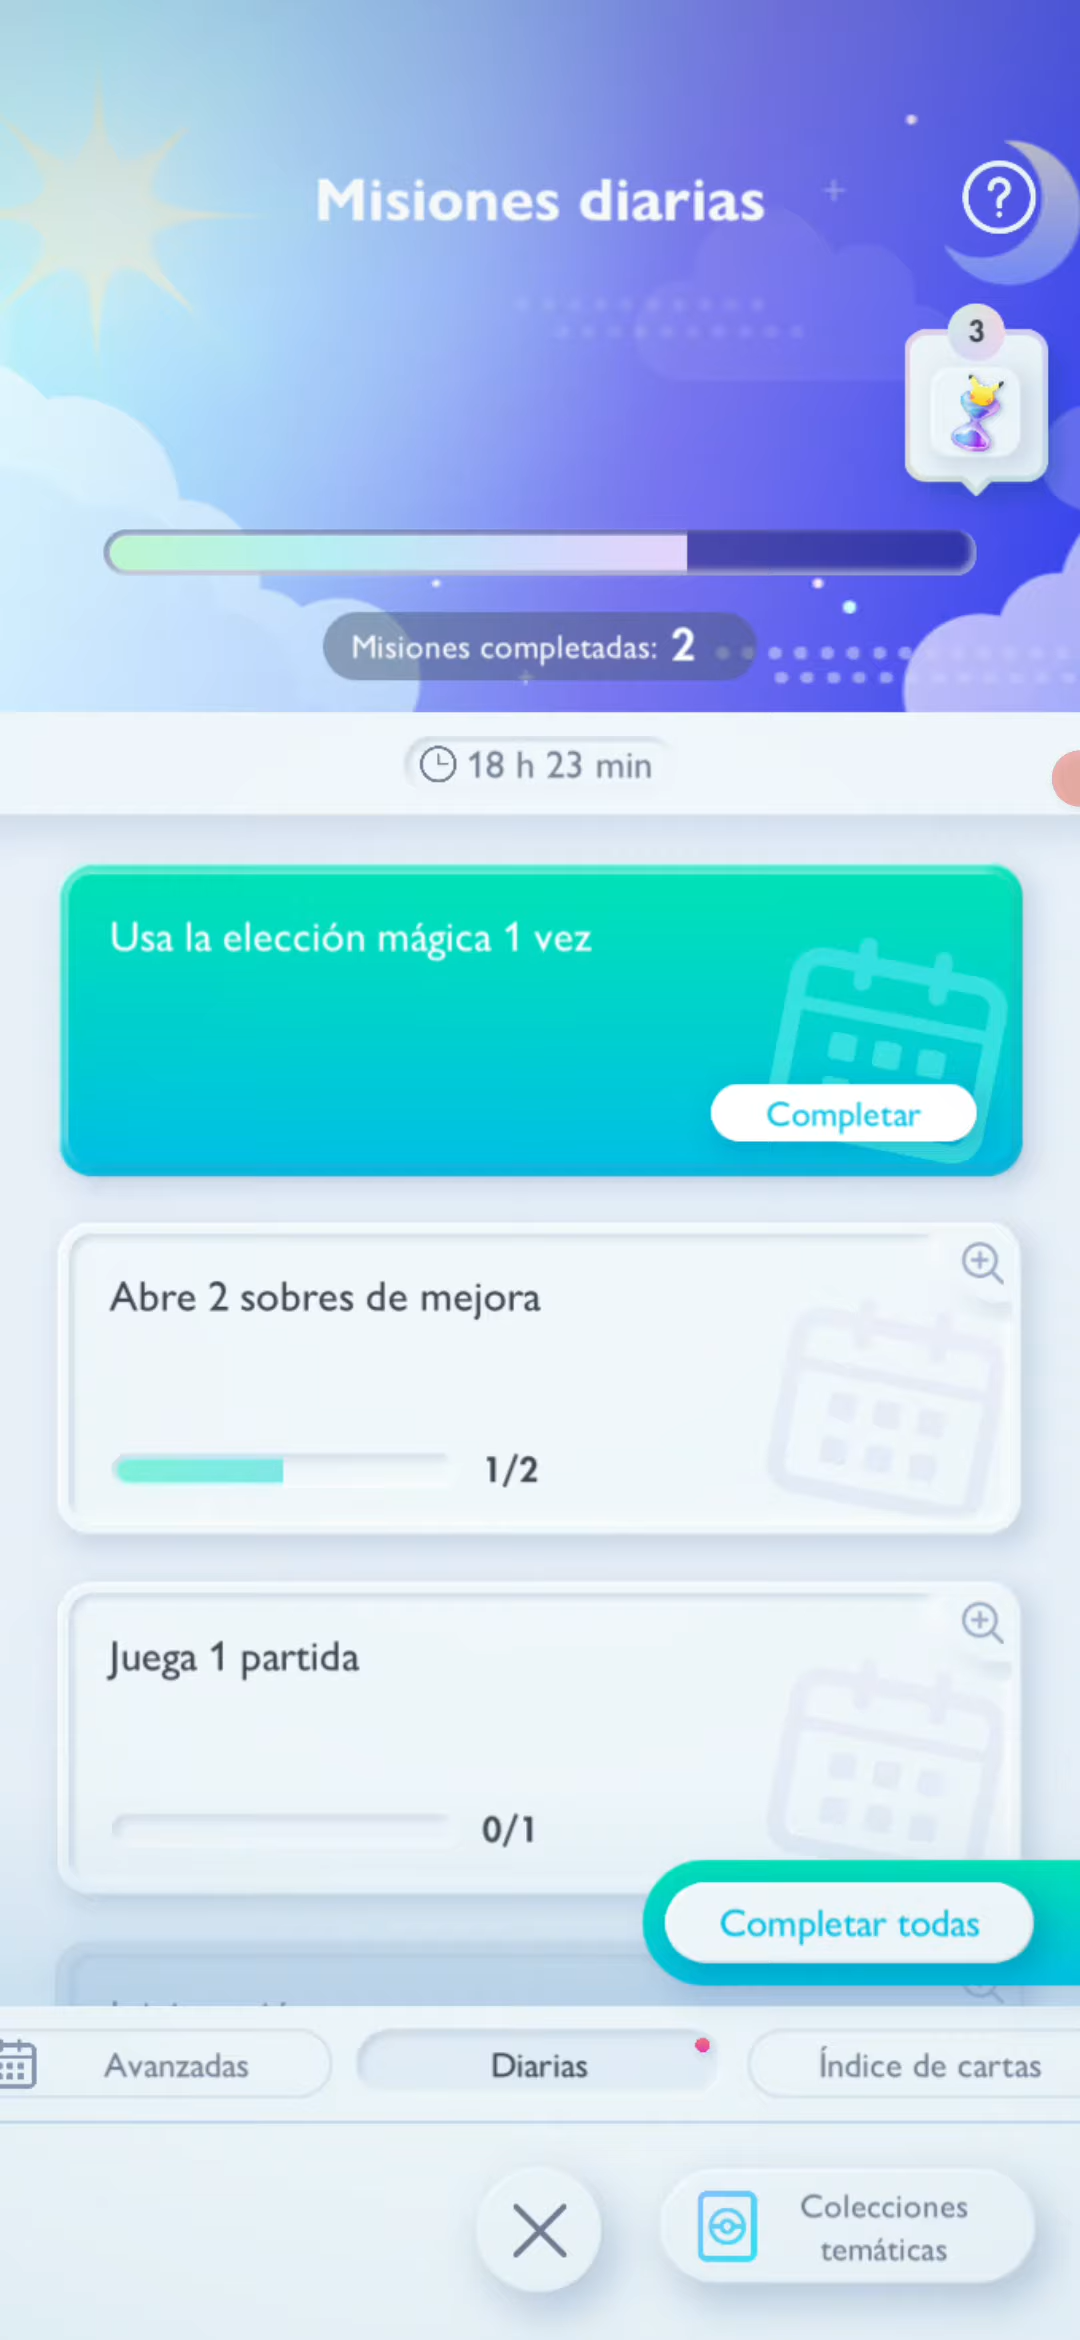 Misiones diarias
?
3
Misiones completadas: 2
18 h 23 min
Usa la elección mágica 1 vez
Completar
Abre 2 sobres de mejora
1/2
Juega 1 partida
0/1
Completar todas
Avanzadas
Diarias
Índice de cartas
Colecciones
temáticas